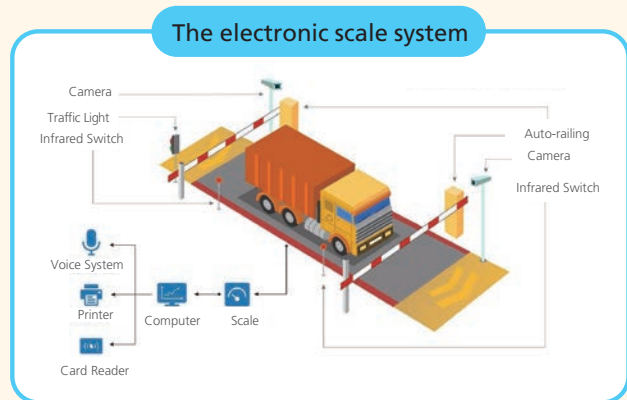 The electronic scale system
Camera
Traffic Light
Infrared Switch
Auto-railing
Camera
Infrared Switch
Voice System
Printer
Computer
Scale
Card Reader